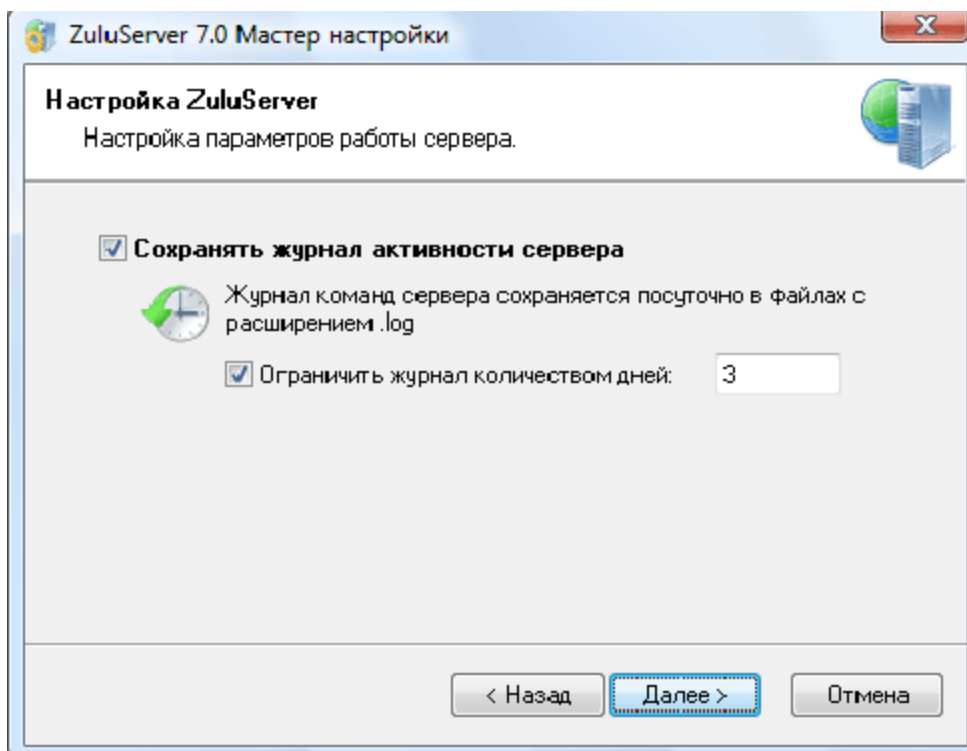 ZuluServer 7.0 Мастер настройки
Настройка ZuluServer
Настройка параметров работы сервера.
Сохранять журнал активности сервера
Журнал команд сервера сохраняется посуточно в файлах с
расширением .log
Ограничить журнал количеством дней: 3
< Назад Далее > Отмена